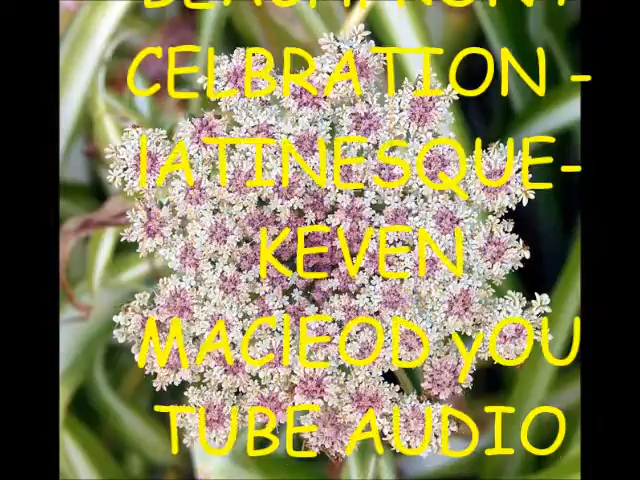 CELBRATION -
lATINESQUE-
KEVEN
MAClEOD yOU
TUBE AUDIO